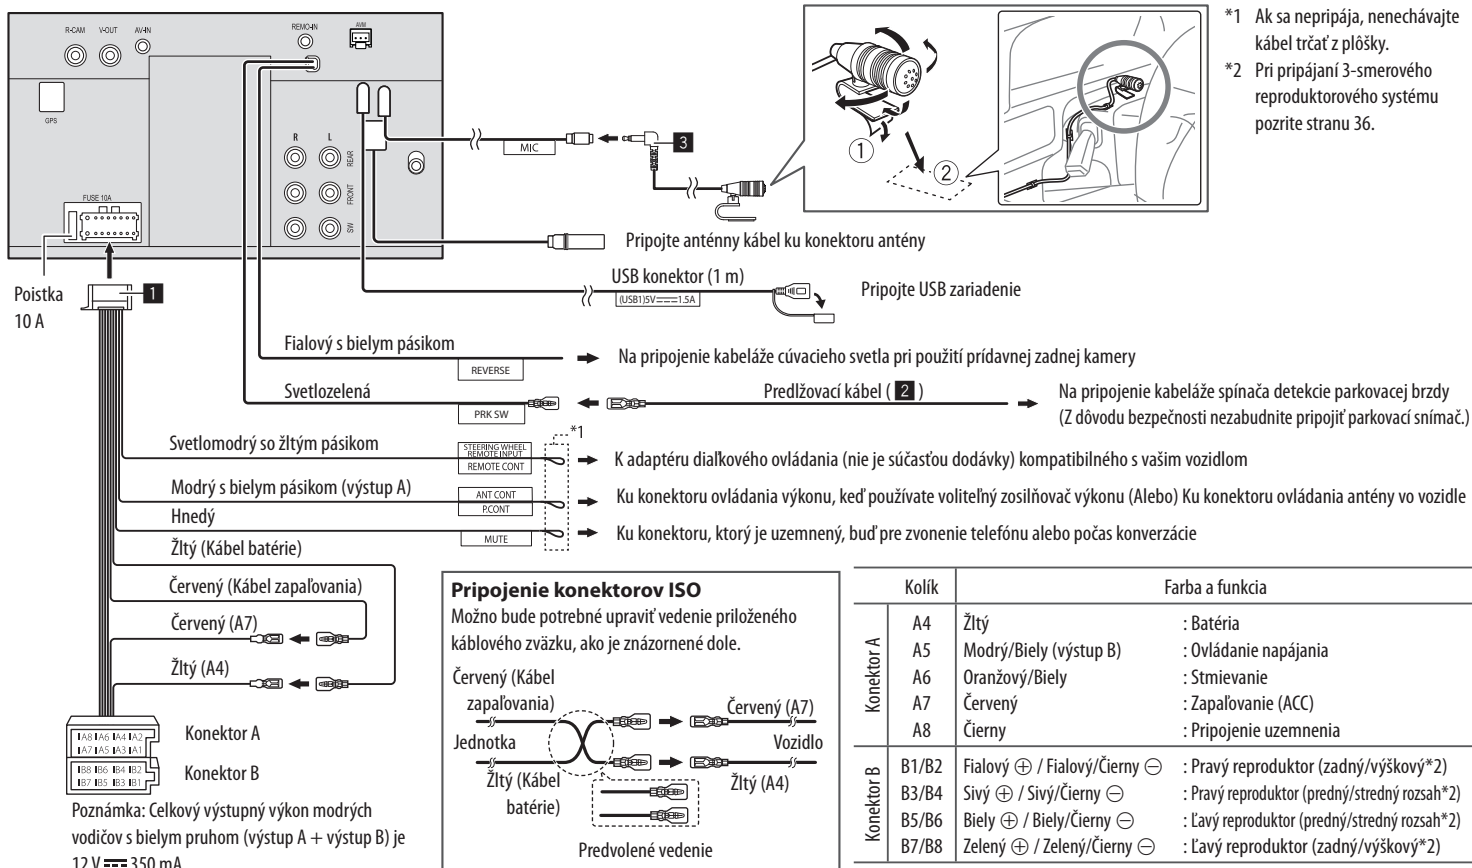 R-CAM V-OUT AV-IN REMO-IN AVNI
GPS
R L
REAR
FRONT
SW
FUSE 10A
Poistka
10 A
1
MIC
3
1
2
*1 Ak sa nepripája, nenechávajte
kábel trčať z plôšky.
*2 Pri pripájaní 3-smerového
reproduktorového systému
pozrite stranu 36.
Pripojte anténny kábel ku konektoru antény
USB konektor (1 m)
(USB1)5V⎓1.5A
Pripojte USB zariadenie
Fialový s bielym pásikom
REVERSE
Na pripojenie kabeláže cúvacieho svetla pri použití prídavnej zadnej kamery
Svetlozelená
PRK SW
Predlžovací kábel ( 2 )
Na pripojenie kabeláže spínača detekcie parkovacej brzdy
(Z dôvodu bezpečnosti nezabudnite pripojiť parkovací snímač.)
*1
Svetlomodrý so žltým pásikom
STEERING WHEEL
REMOTE INPUT
REMOTE CONT
K adaptéru diaľkového ovládania (nie je súčasťou dodávky) kompatibilného s vašim vozidlom
Modrý s bielym pásikom (výstup A)
ANT CONT
P.CONT
Ku konektoru ovládania výkonu, keď používate voliteľný zosilňovač výkonu (Alebo) Ku konektoru ovládania antény vo vozidle
Hnedý
MUTE
Ku konektoru, ktorý je uzemnený, buď pre zvonenie telefónu alebo počas konverzácie
Žltý (Kábel batérie)
Červený (Kábel zapaľovania)
Červený (A7)
Žltý (A4)
A8 A6 A4 A2
A7 A5 A3 A1
Konektor A
B8 B6 B4 B2
B7 B5 B3 B1
Konektor B
Poznámka: Celkový výstupný výkon modrých
vodičov s bielym pruhom (výstup A + výstup B) je
12 V ⎓ 350 mA
Pripojenie konektorov ISO
Možno bude potrebné upraviť vedenie priloženého
káblového zväzku, ako je znázornené dole.
Červený (Kábel
zapaľovania)
Červený (A7)
Jednotka
Vozidlo
Žltý (Kábel
batérie)
Žltý (A4)
Predvolené vedenie
Kolík Farba a funkcia
Konektor A
A4 Žltý : Batéria
A5 Modrý/Biely (výstup B) : Ovládanie napájania
A6 Oranžový/Biely : Stmievanie
A7 Červený : Zapaľovanie (ACC)
A8 Čierny : Pripojenie uzemnenia
Konektor B
B1/B2 Fialový ⊕ / Fialový/Čierny ⊖ : Pravý reproduktor (zadný/výškový*2)
B3/B4 Sivý ⊕ / Sivý/Čierny ⊖ : Pravý reproduktor (predný/stredný rozsah*2)
B5/B6 Biely ⊕ / Biely/Čierny ⊖ : Ľavý reproduktor (predný/stredný rozsah*2)
B7/B8 Zelený ⊕ / Zelený/Čierny ⊖ : Ľavý reproduktor (zadný/výškový*2)